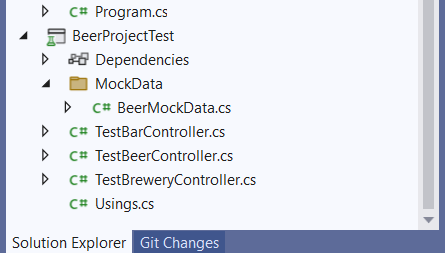 C# Program.cs
BeerProjectTest
Dependencies
MockData
C# BeerMockData.cs
C# TestBarController.cs
C# TestBeerController.cs
C# TestBreweryController.cs
C# Usings.cs
Solution Explorer Git Changes